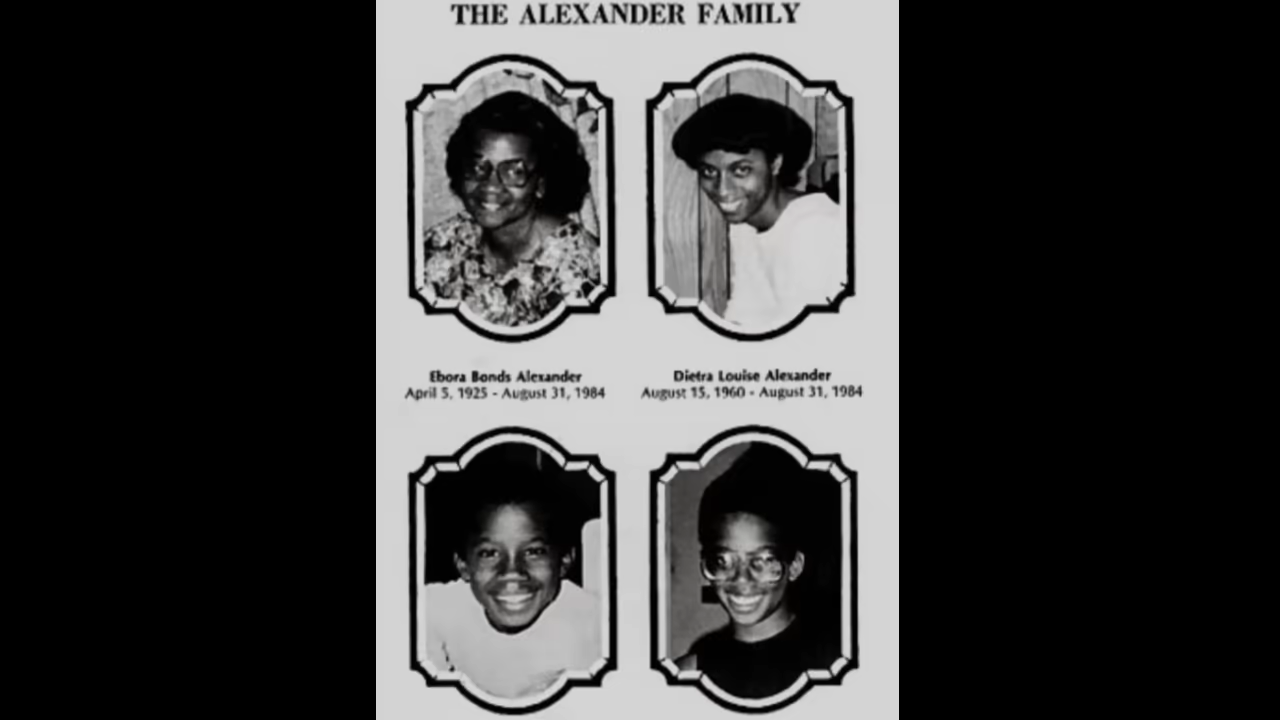 THE ALEXANDER FAMILY
Ebora Bonds Alexander
April 5, 1925 - August 31, 1984
Dietra Louise Alexander
August 15, 1960 - August 31, 1984